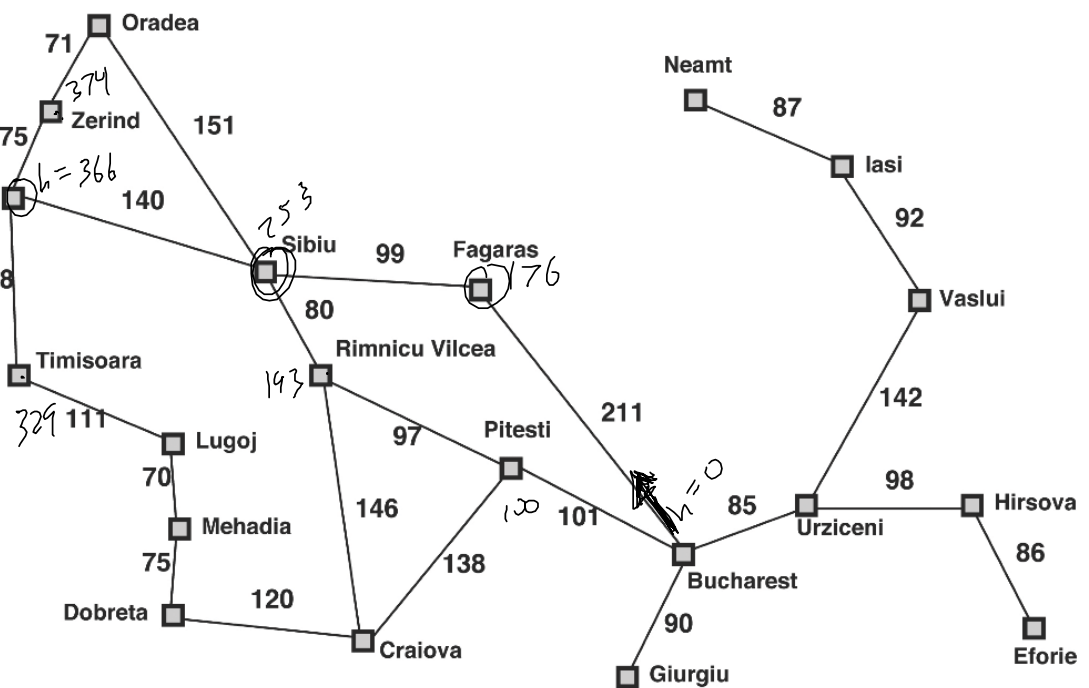 Oradea
71
374
Zerind
75
151
h=366
140
253
Sibiu
99
Fagaras
176
8
80
Timisoara
329
111
Rimnicu Vilcea
193
Lugoj
70
97
Pitesti
211
Mehadia
146
100
101
h=0
75
138
Dobreta
120
Craiova
Neamt
87
Iasi
92
Vaslui
142
85
98
Urziceni
Hirsova
Bucharest
86
90
Giurgiu
Eforie